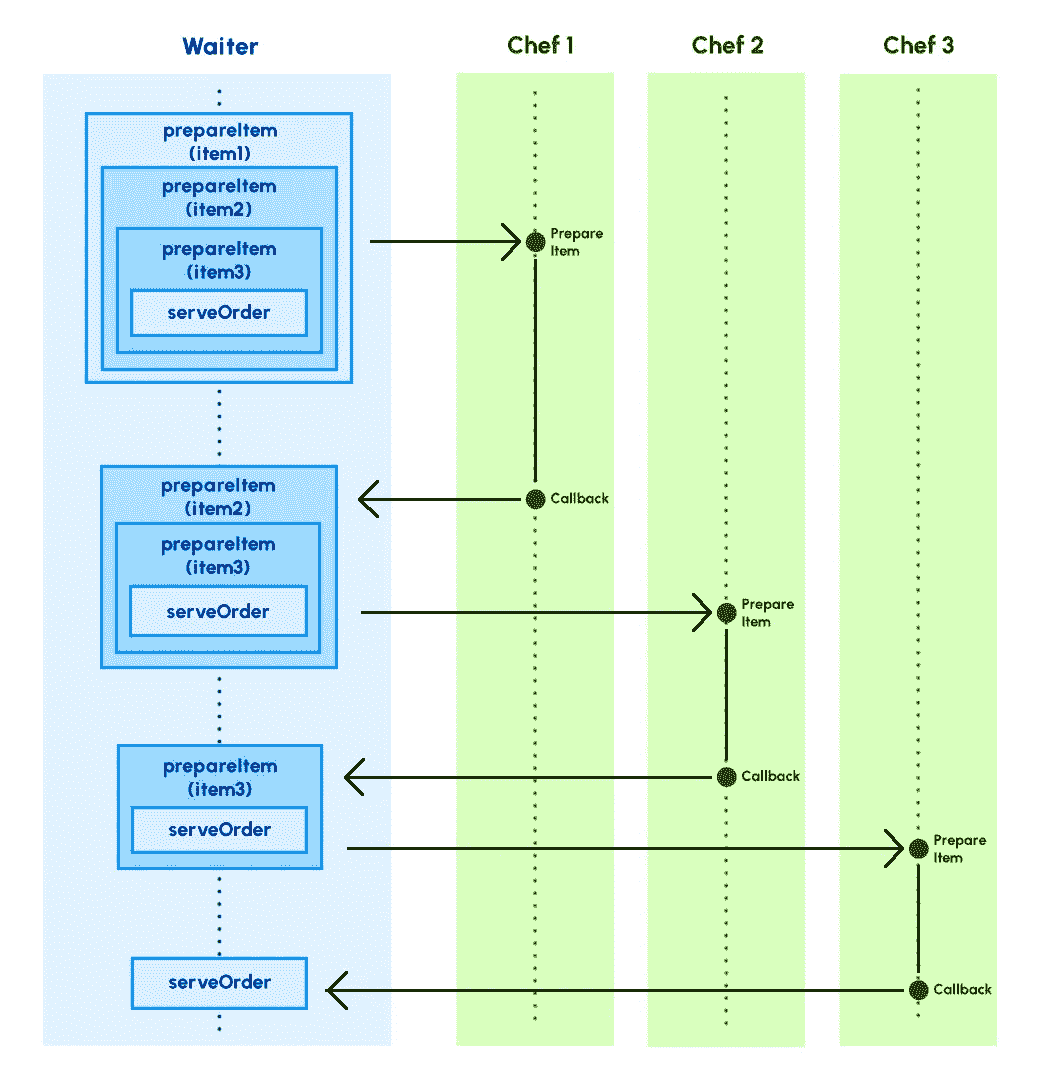 Waiter
Chef 1
Chef 2
Chef 3
prepareItem
(item1)
prepareItem
(item2)
prepareItem
(item3)
serveOrder
Prepare
Item
prepareItem
(item2)
Callback
prepareItem
(item3)
serveOrder
Prepare
Item
prepareItem
(item3)
Callback
serveOrder
Prepare
Item
serveOrder
Callback